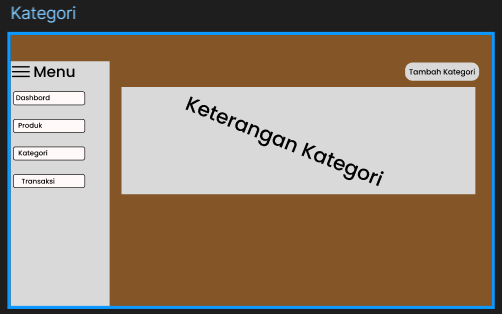 Kategori
Menu
Tambah Kategori
Dashbord
Produk
Kategori
Transaksi
Keterangan Kategori